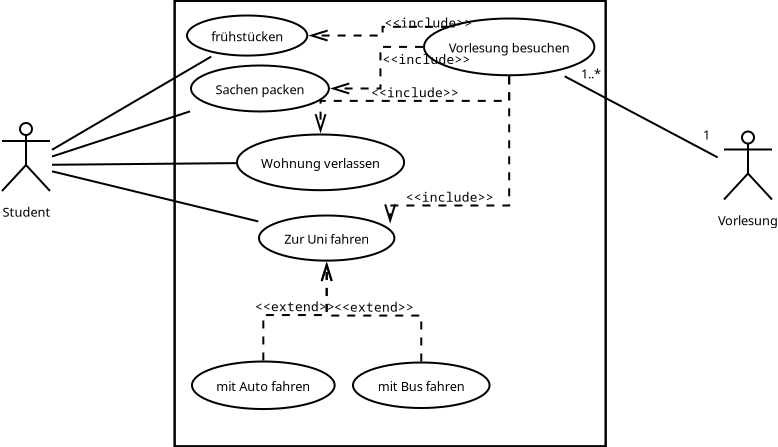 <<include>>
frühstücken
Vorlesung besuchen
<<include>>
1..*
Sachen packen
<<include>>
1
Wohnung verlassen
<<include>>
Student
Vorlesung
Zur Uni fahren
<<extend>>
<<extend>>
mit Auto fahren
mit Bus fahren